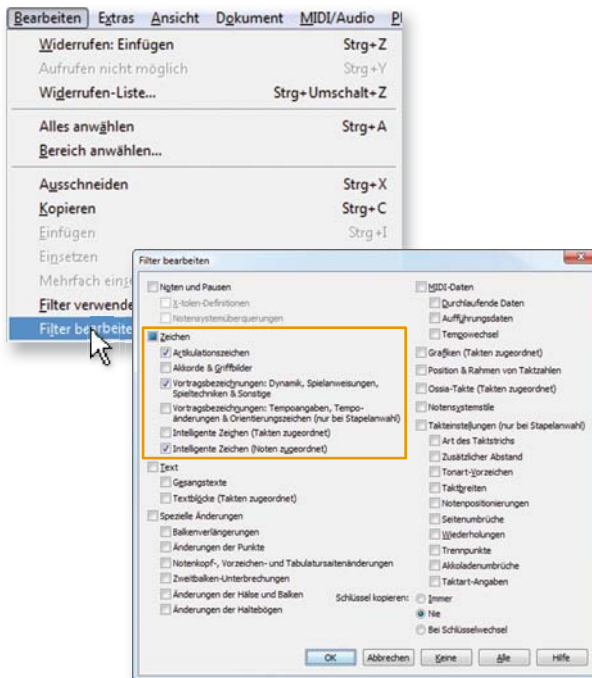 Bearbeiten Extras Ansicht Dokument MIDI/Audio
Widerrufen: Einfügen Strg+Z
Aufrufen nicht möglich Strg+Y
Widerrufen-Liste... Strg+Umschalt+Z
Alles anwählen Strg+A
Bereich anwählen...
Ausschneiden Strg+X
Kopieren Strg+C
Einfügen Strg+I
Einsetzen
Mehrfach
Filter
Filter
Filter bearbeiten
Noten und Pausen
X-tolen-Definitionen
Notensystemüberquerungen
Zeichen
Artikulationszeichen
Akkorde & Griffbilder
Vortragsbezeichnungen: Dynamik, Spielanweisungen,
Spieltechniken & Sonstige
Vortragsbezeichnungen: Tempoangaben, Tempo-
änderungen & Orientierungszeichen (nur bei Stapelanwahl)
Intelligente Zeichen (Takten zugeordnet)
Intelligente Zeichen (Noten zugeordnet)
Text
Gesangstexte
Textblöcke (Takten zugeordnet)
Spezielle Änderungen
Balkenverlängerungen
Änderungen der Punkte
Notenkopf-, Vorzeichen- und Tabulatursaitenänderungen
Zweitbalken-Unterbrechungen
Änderungen der Hälse und Balken
Änderungen der Haltebögen
MIDI-Daten
Durchlaufende Daten
Aufführungsdaten
Tempowechsel
Grafiken (Takten zugeordnet)
Position & Rahmen von Taktzahlen
Ossia-Takte (Takten zugeordnet)
Notensystemstile
Takteinstellungen (nur bei Stapelanwahl)
Art des Taktstrichs
Zusätzlicher Abstand
Tonart-Vorzeichen
Taktbreiten
Notenpositionierungen
Seitenumbrüche
Wiederholungen
Trennpunkte
Akkoladenumbrüche
Taktart-Angaben
Schlüssel kopieren: Immer
Nie
Bei Schlüsselwechsel
OK Abbrechen Keine Alle Hilfe